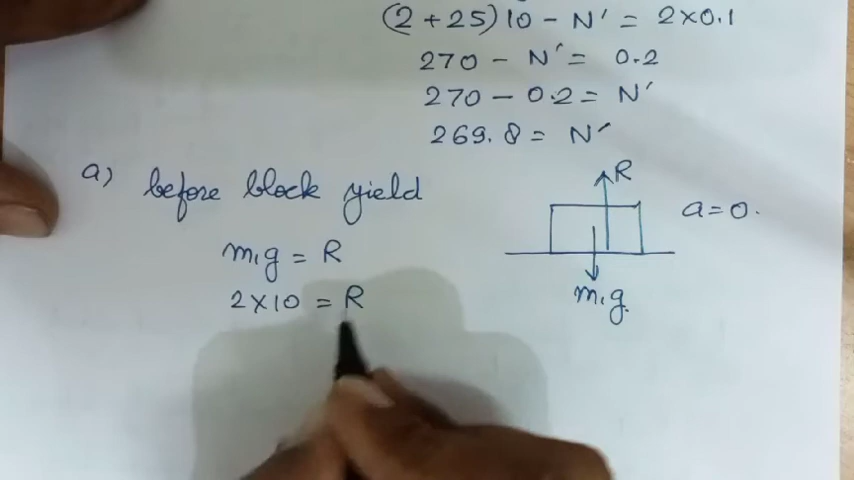 (2 + 25) 10 - N' = 2×0.1
270 - N' = 0.2
270 - 0.2 = N'
269.8 = N'
a) before block yield
m₁g = R
2×10 = R
R
a = 0.
m₁g.